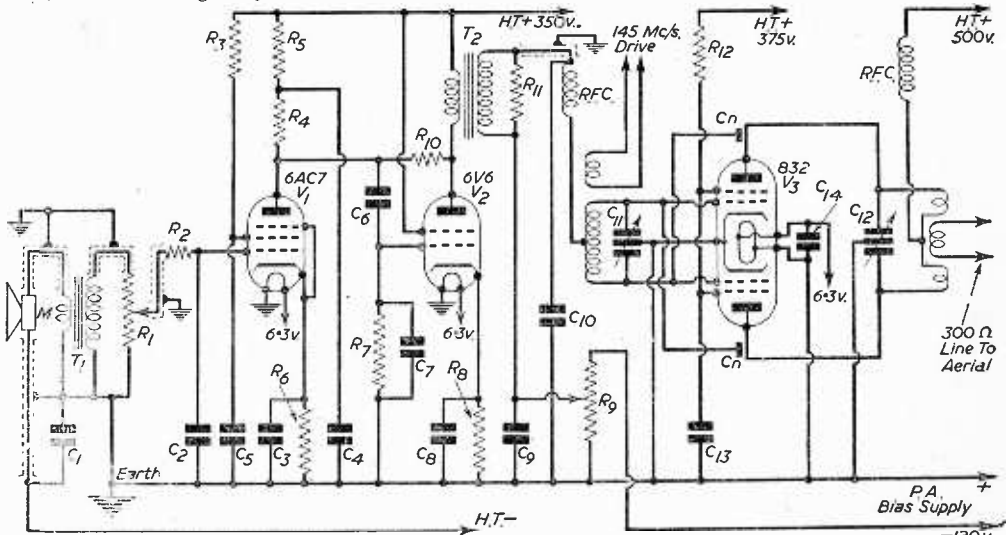 HT+350v.
HT+
375v.
HT+
500v.
145 Mc/s.
Drive
R3
R5
T2
R12
R11
RFC
RFC
R4
R10
Cn
6AC7
V1
6V6
V2
832
V3
C14
C6
C11
C12
R2
M
T1
R1
6·3v
6·3v
6·3v.
300 Ω
Line To
Aerial
R7
C7
C10
R6
R8
R9
Cn
C1
C2
C5
C3
C4
C8
C9
C13
Earth
P.A.
Bias Supply
+
H.T.−